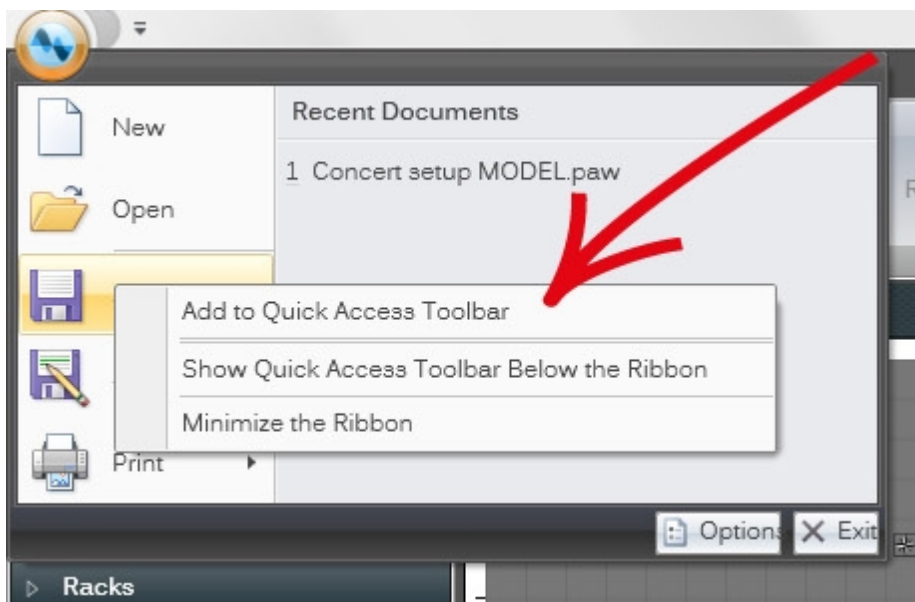 New
Open
Print
Recent Documents
1 Concert setup MODEL.paw
Add to Quick Access Toolbar
Show Quick Access Toolbar Below the Ribbon
Minimize the Ribbon
Exit
Racks